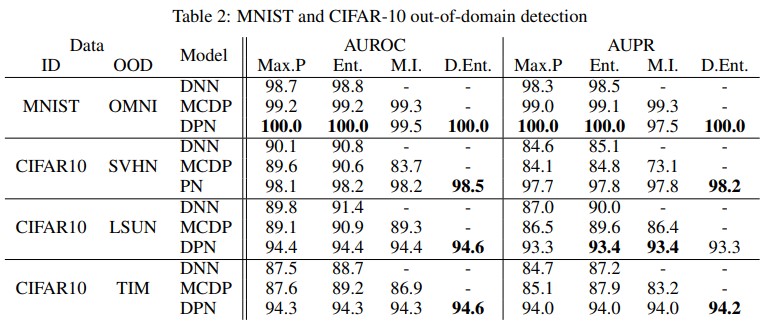 Table 2: MNIST and CIFAR-10 out-of-domain detection
Data Model AUROC AUPR
ID OOD Max.P Ent. M.I. D.Ent. Max.P Ent. M.I. D.Ent.
DNN 98.7 98.8 - - 98.3 98.5 - -
MNIST OMNI MCDP 99.2 99.2 99.3 - 99.0 99.1 99.3 -
DPN 100.0 100.0 99.5 100.0 100.0 100.0 97.5 100.0
DNN 90.1 90.8 - - 84.6 85.1 - -
CIFAR10 SVHN MCDP 89.6 90.6 83.7 - 84.1 84.8 73.1 -
PN 98.1 98.2 98.2 98.5 97.7 97.8 97.8 98.2
DNN 89.8 91.4 - - 87.0 90.0 - -
CIFAR10 LSUN MCDP 89.1 90.9 89.3 - 86.5 89.6 86.4 -
DPN 94.4 94.4 94.4 94.6 93.3 93.4 93.4 93.3
DNN 87.5 88.7 - - 84.7 87.2 - -
CIFAR10 TIM MCDP 87.6 89.2 86.9 - 85.1 87.9 83.2 -
DPN 94.3 94.3 94.3 94.6 94.0 94.0 94.0 94.2